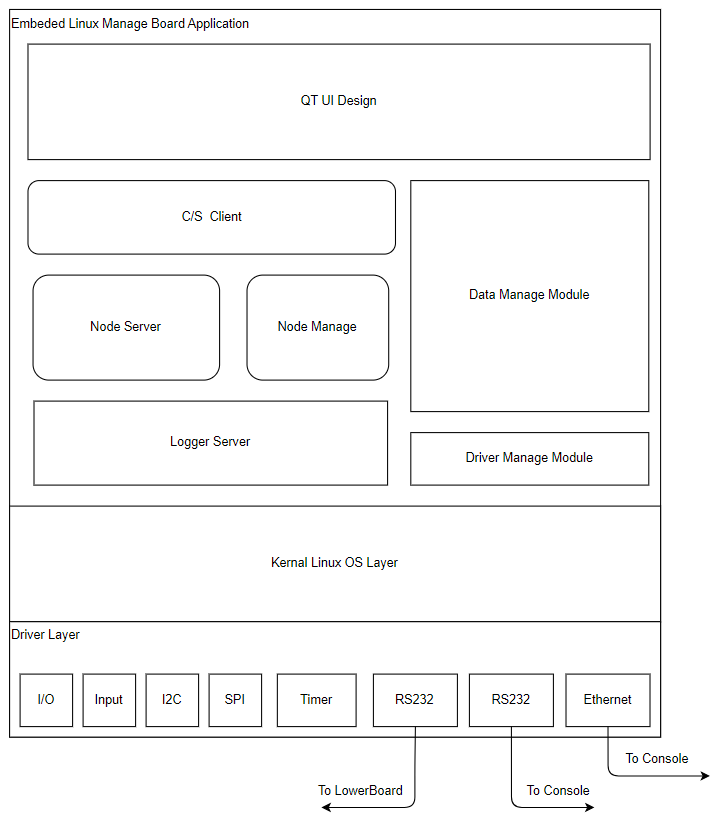 Embeded Linux Manage Board Application
QT UI Design
C/S  Client
Data Manage Module
Node Server
Node Manage
Logger Server
Driver Manage Module
Kernal Linux OS Layer
Driver Layer
I/O
Input
I2C
SPI
Timer
RS232
RS232
Ethernet
To Console
To LowerBoard
To Console